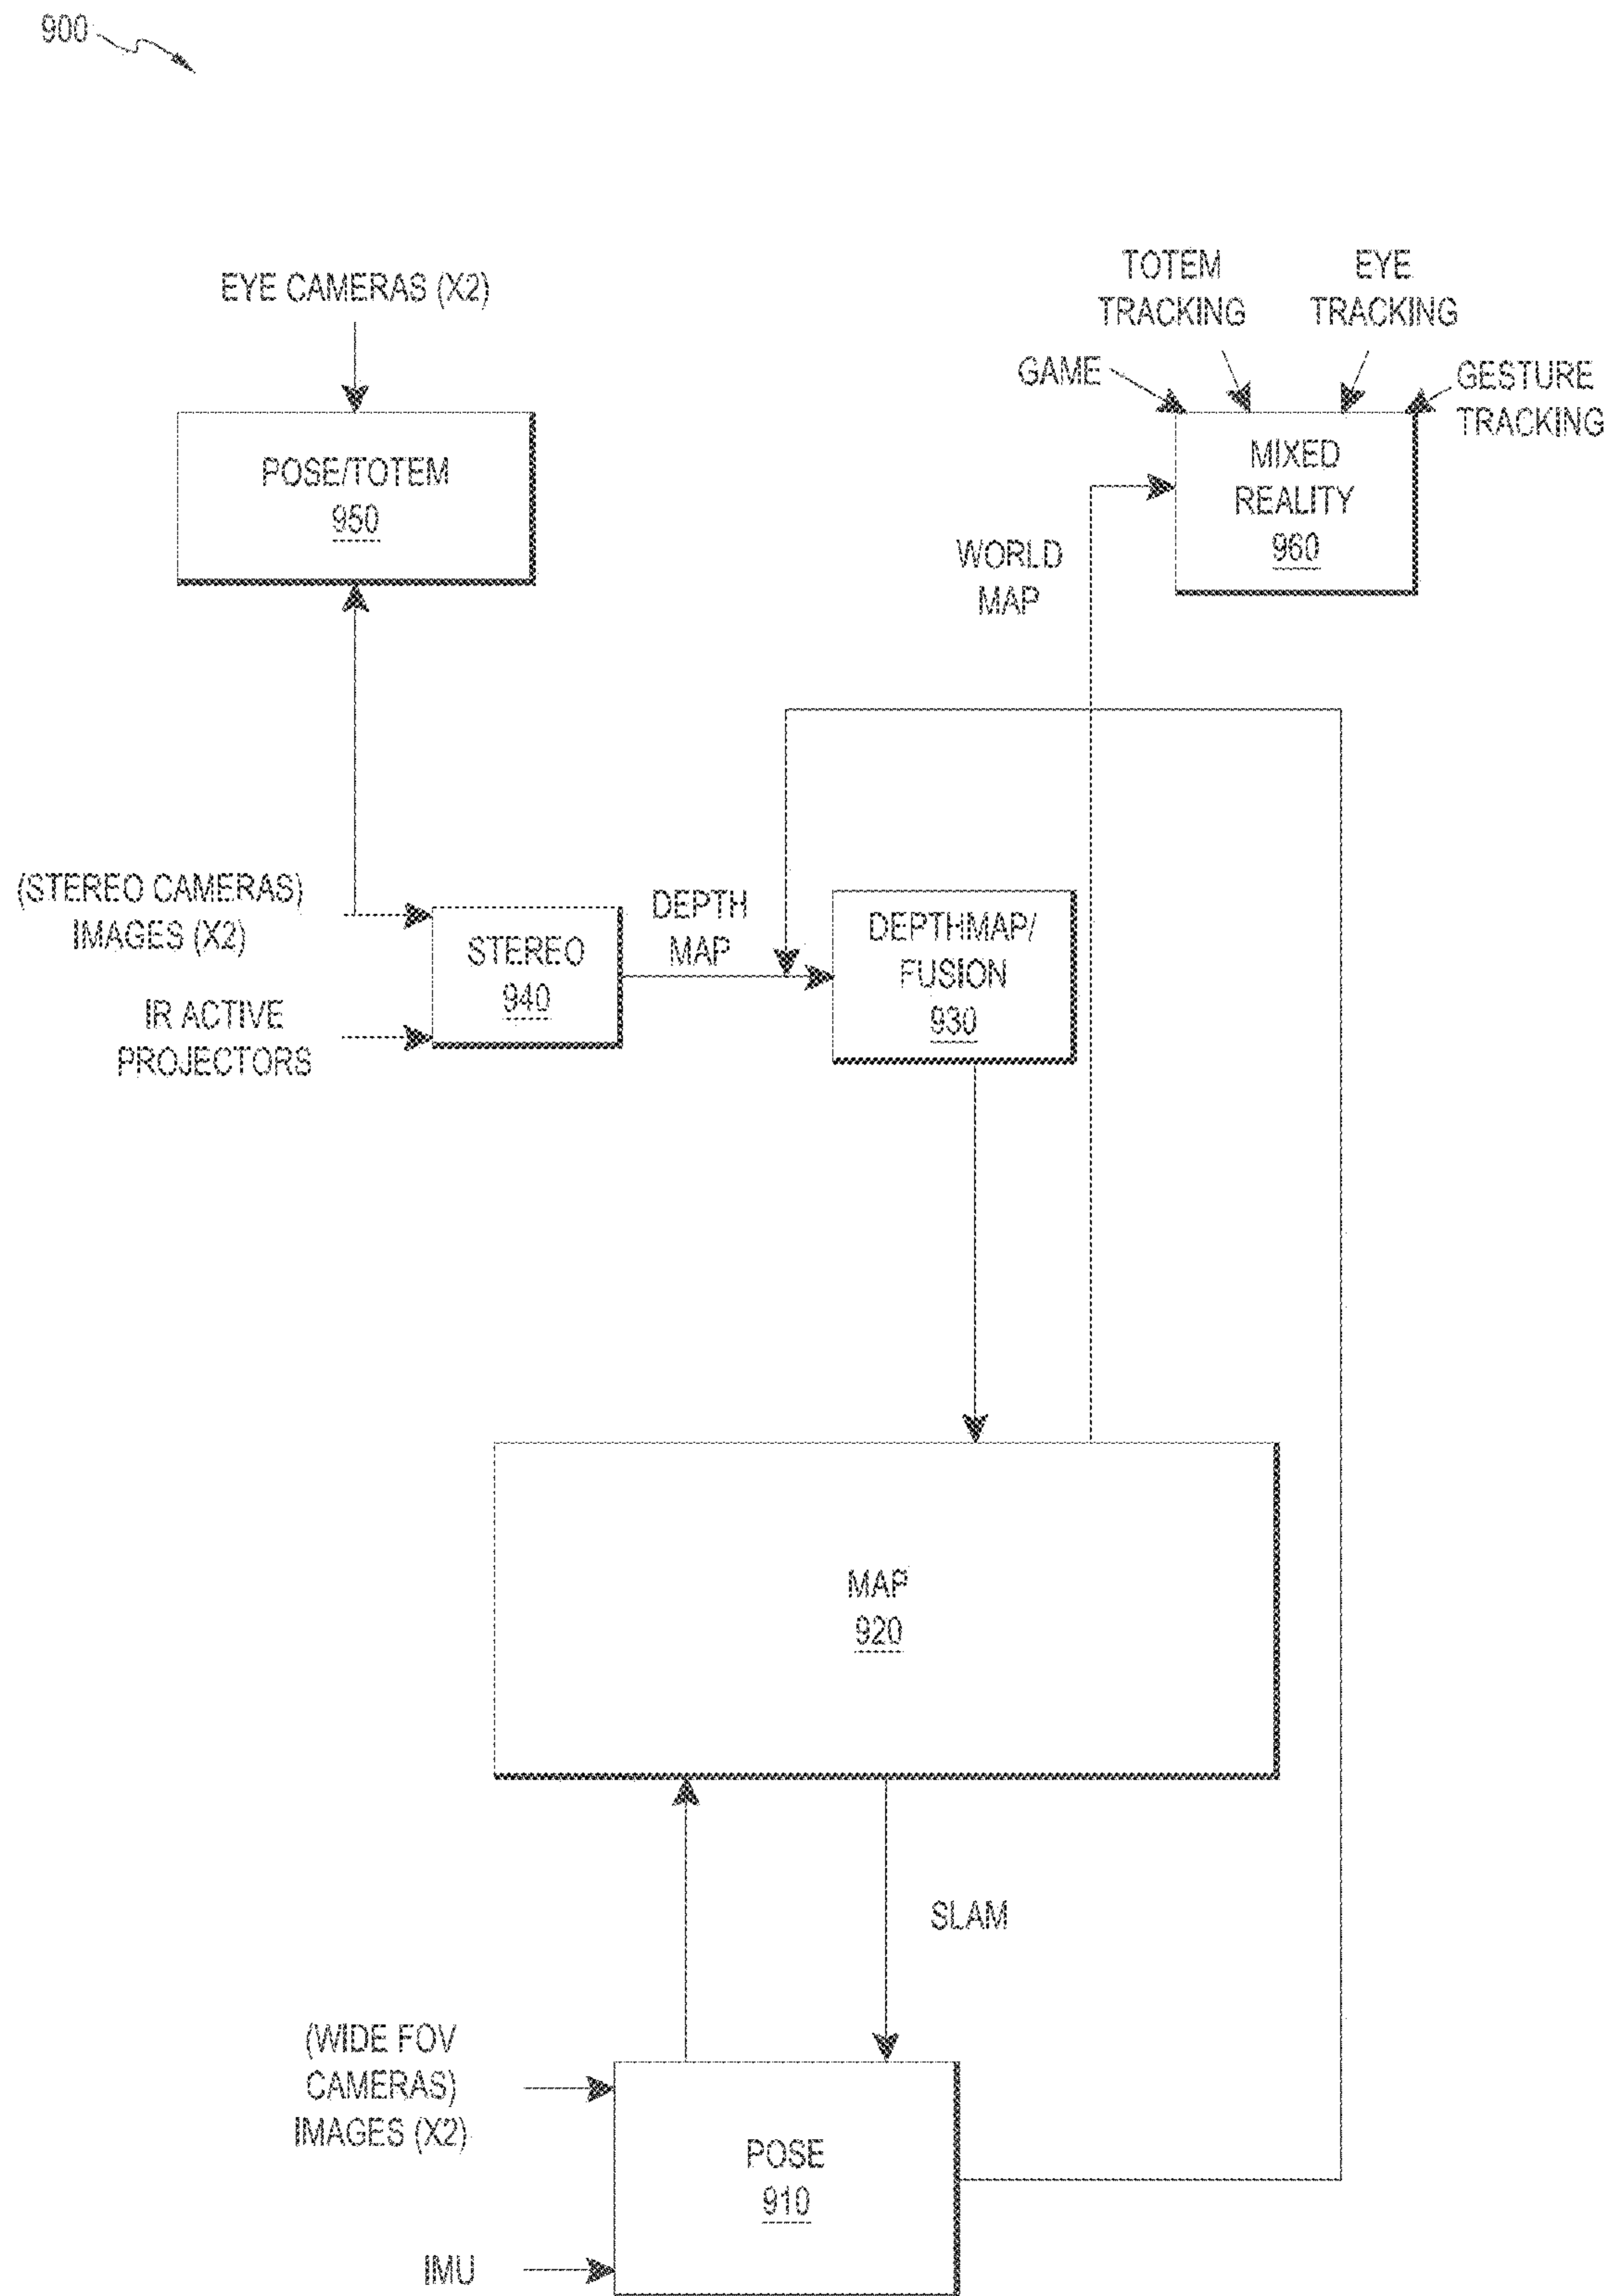 900
EYE CAMERAS (X2)
POSE/TOTEM
950
TOTEM
TRACKING
EYE
TRACKING
GAME
GESTURE
TRACKING
MIXED
REALITY
960
WORLD
MAP
(STEREO CAMERAS)
IMAGES (X2)
IR ACTIVE
PROJECTORS
STEREO
940
DEPTH
MAP
DEPTHMAP/
FUSION
930
MAP
920
SLAM
(WIDE FOV
CAMERAS)
IMAGES (X2)
IMU
POSE
910